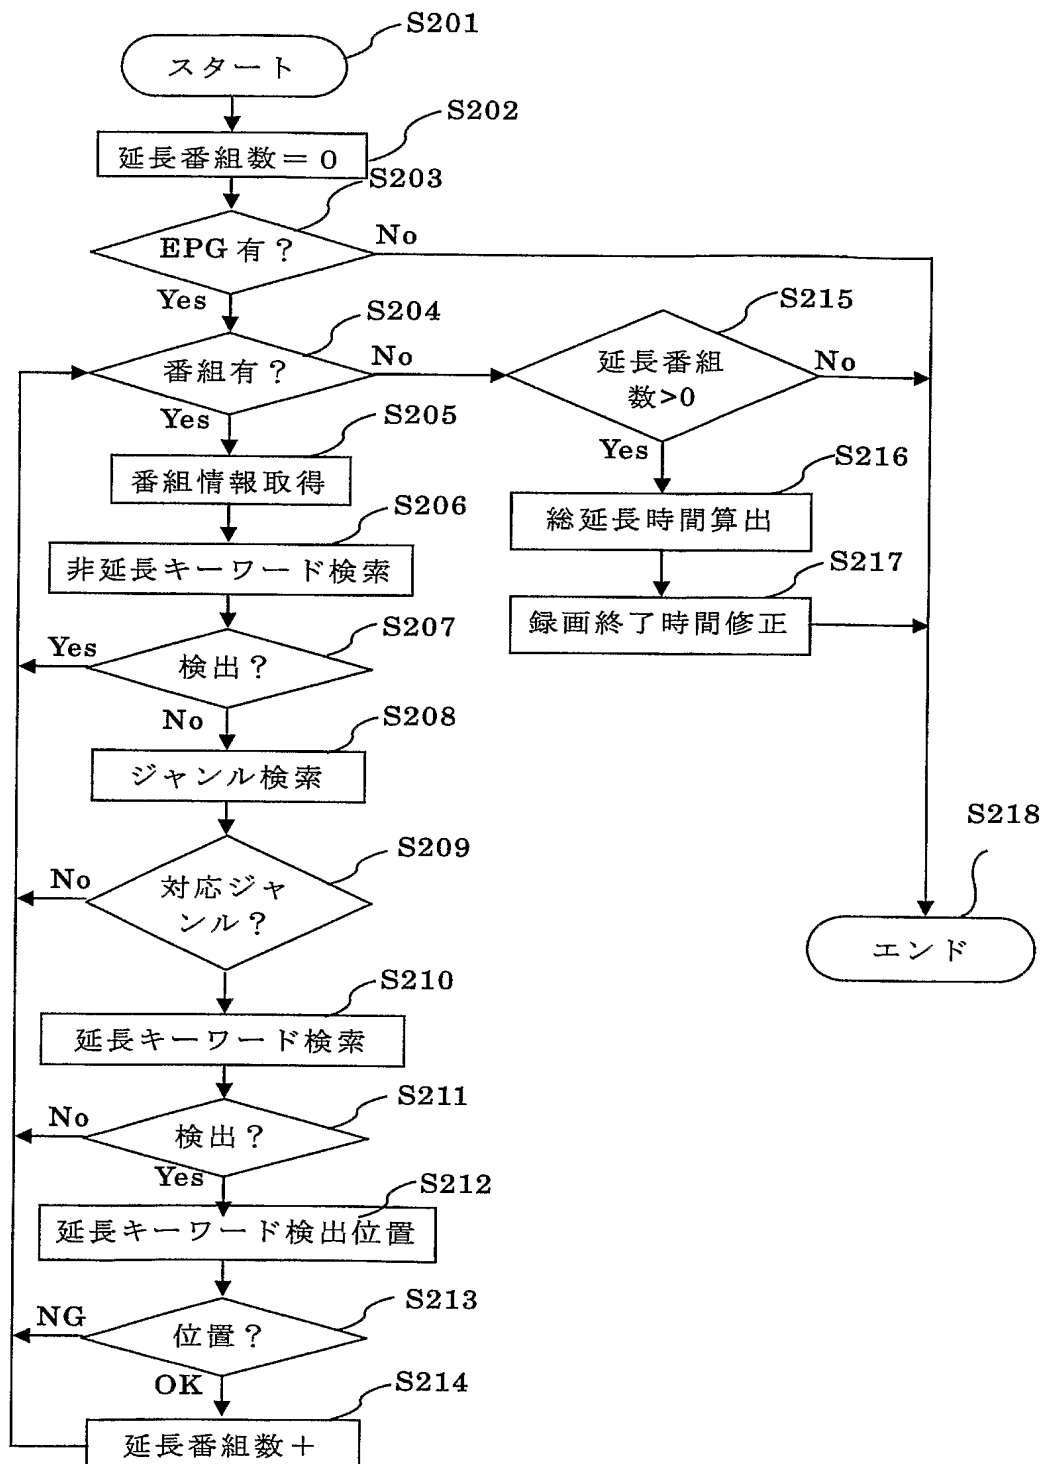 S201
スタート
S202
延長番組数＝0
S203
EPG有？
No
Yes
S204
番組有？
No
S215
延長番組
数>0
No
Yes
S205
番組情報取得
Yes
S216
総延長時間算出
S206
非延長キーワード検索
S217
録画終了時間修正
S207
Yes
検出？
No
S208
ジャンル検索
S209
No
対応ジャ
ンル？
S218
エンド
S210
延長キーワード検索
S211
No
検出？
Yes
S212
延長キーワード検出位置
S213
NG
位置？
OK
S214
延長番組数＋